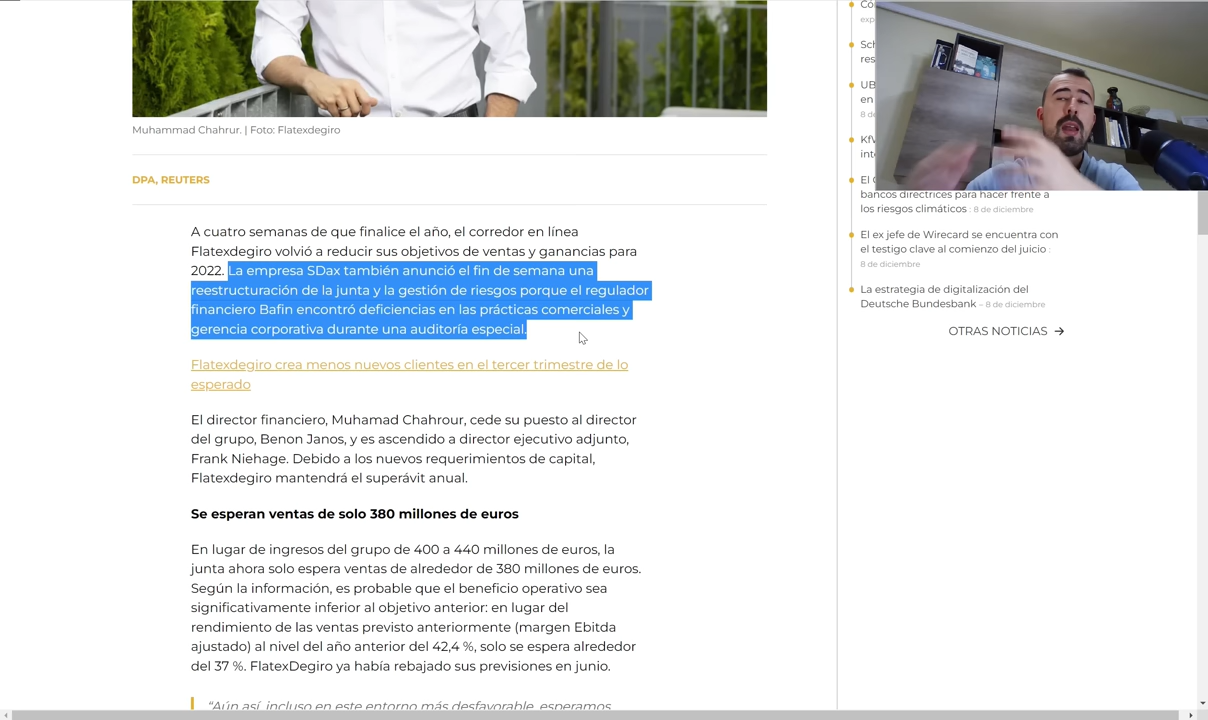 Muhammad Chahrur. | Foto: Flatexdegiro
DPA, REUTERS
A cuatro semanas de que finalice el año, el corredor en línea
Flatexdegiro volvió a reducir sus objetivos de ventas y ganancias para
2022. La empresa SDax también anunció el fin de semana una
reestructuración de la junta y la gestión de riesgos porque el regulador
financiero Bafin encontró deficiencias en las prácticas comerciales y
gerencia corporativa durante una auditoría especial.
Flatexdegiro crea menos nuevos clientes en el tercer trimestre de lo
esperado
El director financiero, Muhamad Chahrour, cede su puesto al director
del grupo, Benon Janos, y es ascendido a director ejecutivo adjunto,
Frank Niehage. Debido a los nuevos requerimientos de capital,
Flatexdegiro mantendrá el superávit anual.
Se esperan ventas de solo 380 millones de euros
En lugar de ingresos del grupo de 400 a 440 millones de euros, la
junta ahora solo espera ventas de alrededor de 380 millones de euros.
Según la información, es probable que el beneficio operativo sea
significativamente inferior al objetivo anterior: en lugar del
rendimiento de las ventas previsto anteriormente (margen Ebitda
ajustado) al nivel del año anterior del 42,4 %, solo se espera alrededor
del 37 %. FlatexDegiro ya había rebajado sus previsiones en junio.
“Aún así, incluso en este entorno más desfavorable, esperamos
UB
en
8 de
El
bancos directrices para hacer frente a
los riesgos climáticos : 8 de diciembre
El ex jefe de Wirecard se encuentra con
el testigo clave al comienzo del juicio :
8 de diciembre
La estrategia de digitalización del
Deutsche Bundesbank – 8 de diciembre
OTRAS NOTICIAS →